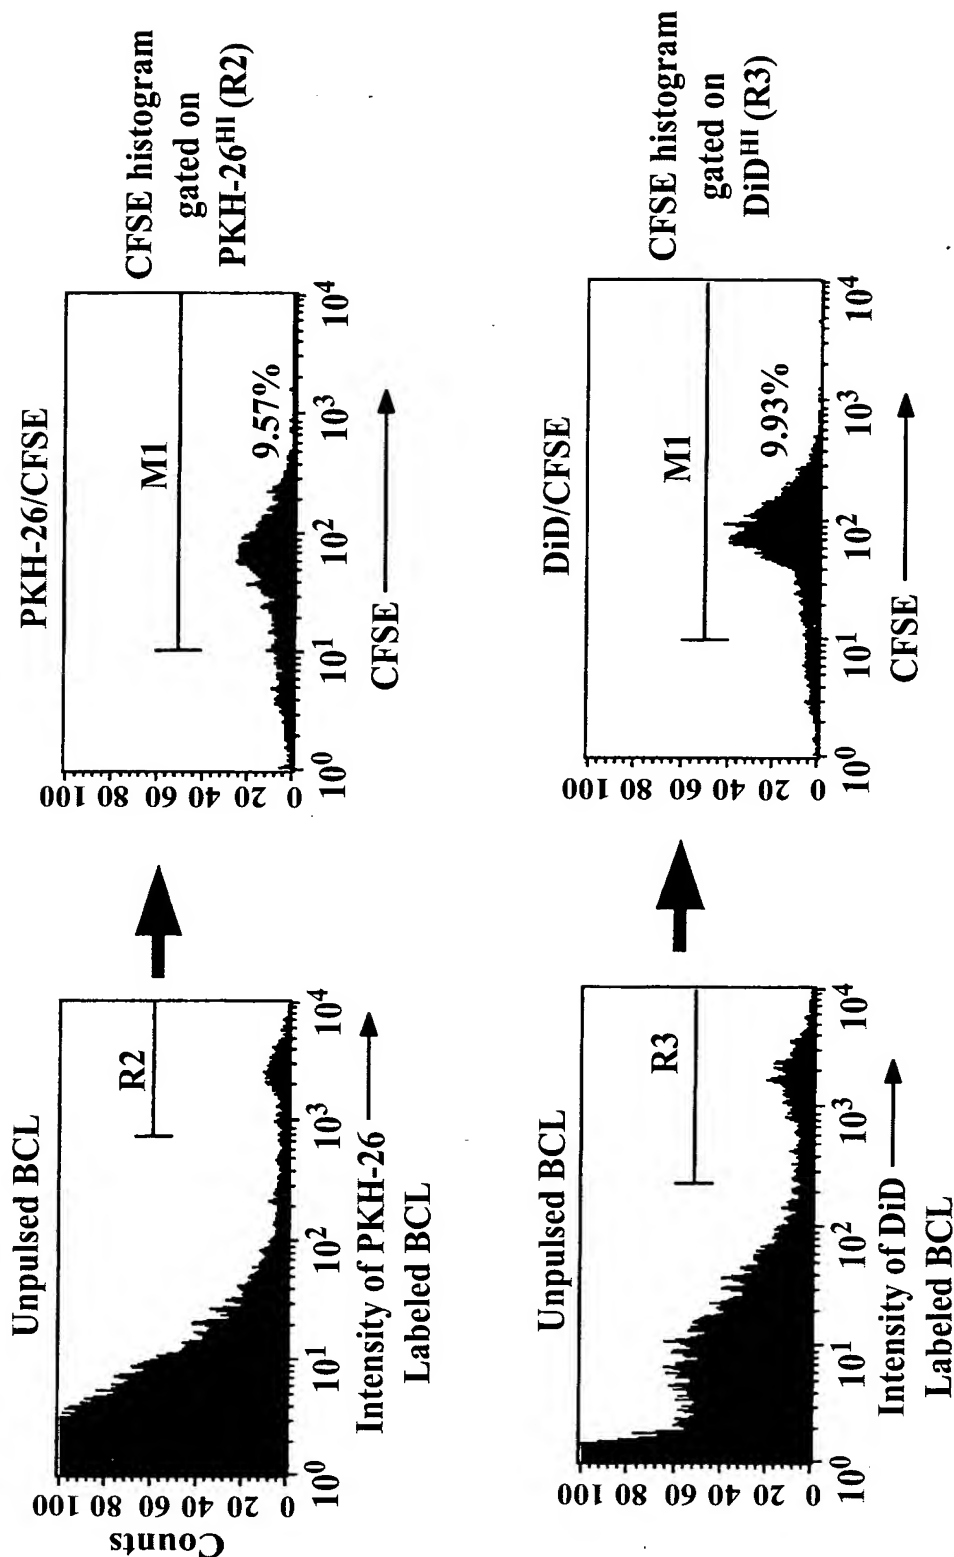 Unpulsed BCL
Counts
100
80
60
40
20
0
R2
10^0
10^1
10^2
10^3
10^4
Intensity of PKH-26
Labeled BCL
PKH-26/CFSE
100
80
60
40
20
0
M1
9.57%
10^0
10^1
10^2
10^3
10^4
CFSE
CFSE histogram
gated on
PKH-26^HI (R2)
Unpulsed BCL
100
80
60
40
20
0
R3
10^0
10^1
10^2
10^3
10^4
Intensity of DiD
Labeled BCL
DiD/CFSE
100
80
60
40
20
0
M1
9.93%
10^0
10^1
10^2
10^3
10^4
CFSE
CFSE histogram
gated on
DiD^HI (R3)